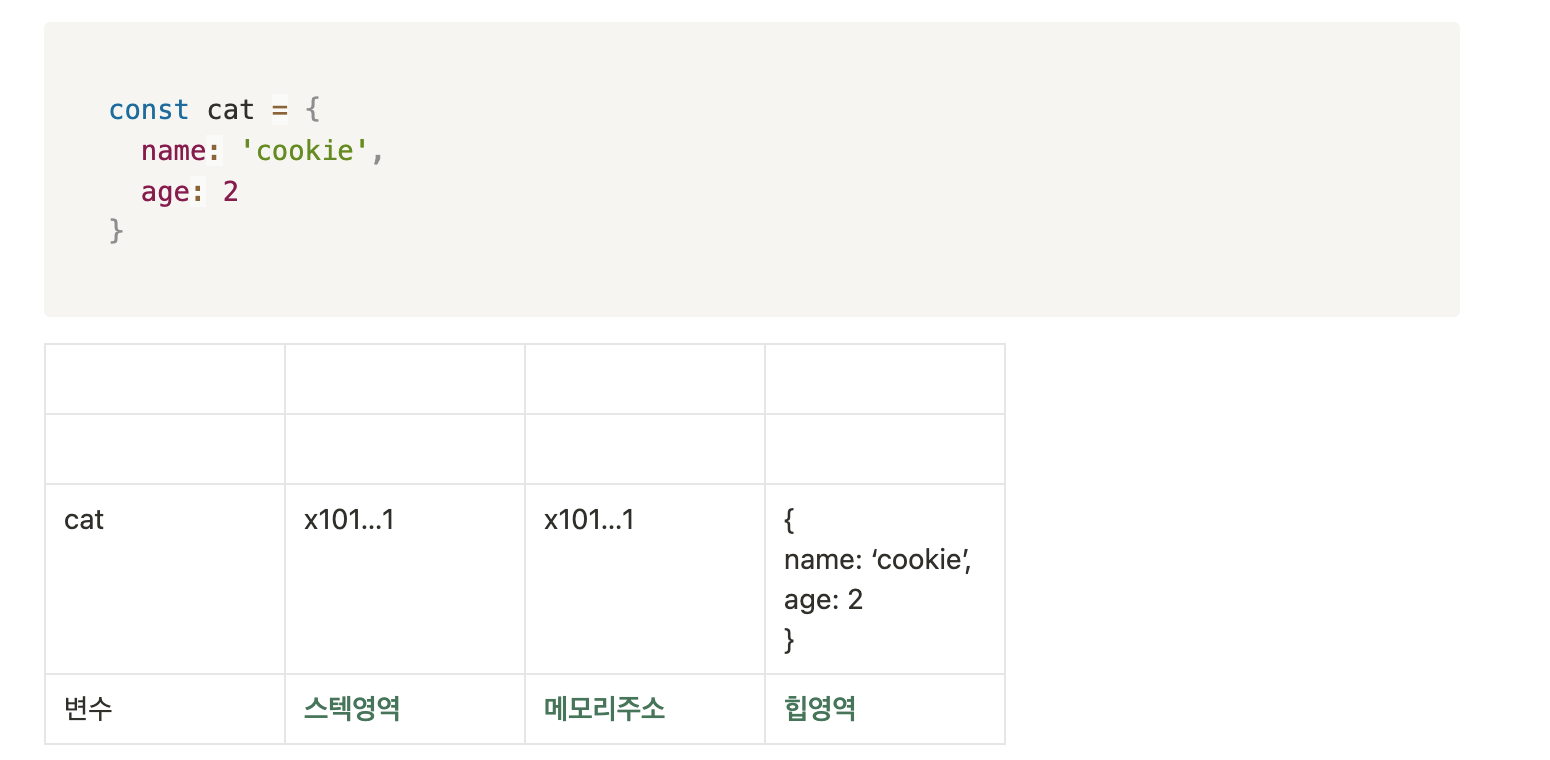 const cat = {
name: 'cookie',
age: 2
}
cat
x101...1
x101...1
{
name: ‘cookie’,
age: 2
}
변수
스텍영역
메모리주소
힙영역